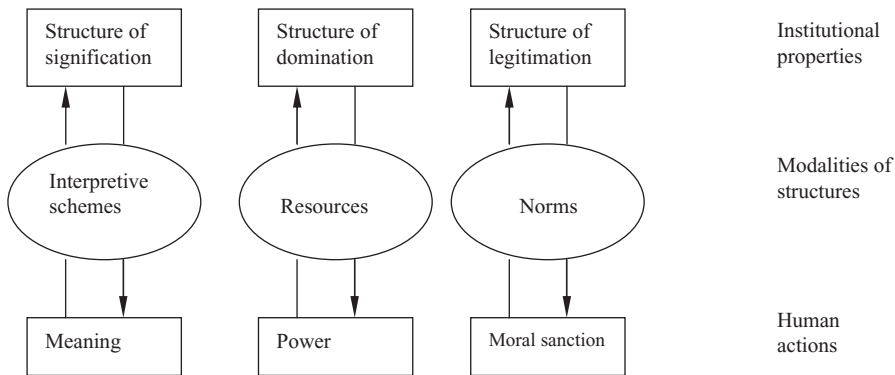 Structure of
signification
Structure of
domination
Structure of
legitimation
Institutional
properties
Interpretive
schemes
Resources
Norms
Modalities of
structures
Meaning
Power
Moral sanction
Human
actions